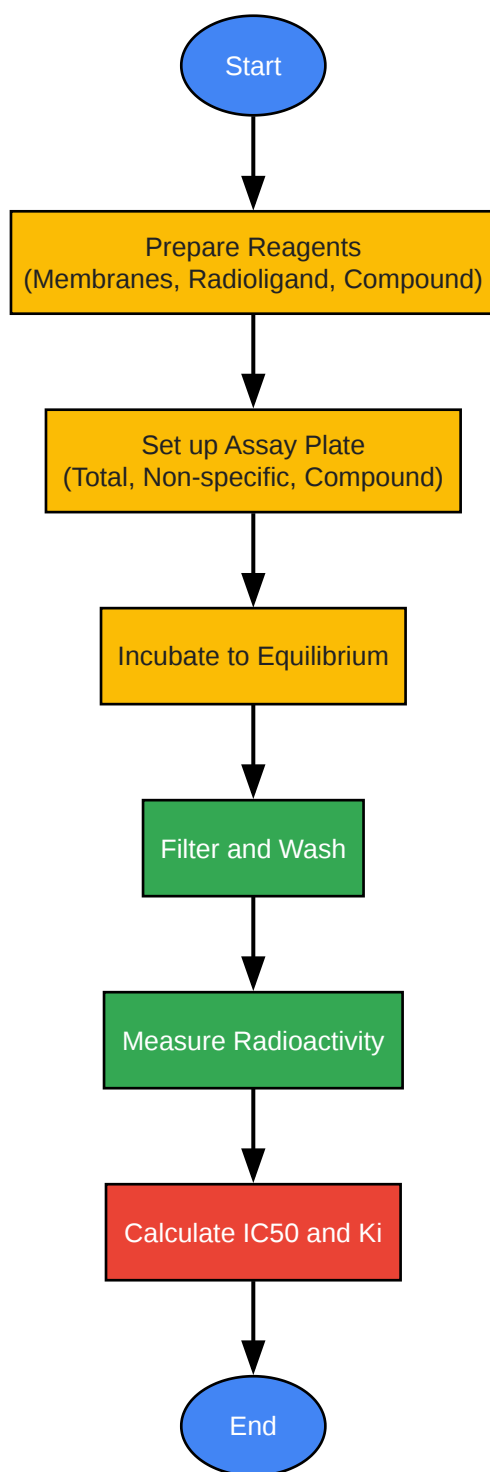 Start
Prepare Reagents
(Membranes, Radioligand, Compound)
Set up Assay Plate
(Total, Non-specific, Compound)
Incubate to Equilibrium
Filter and Wash
Measure Radioactivity
Calculate IC50 and Ki
End